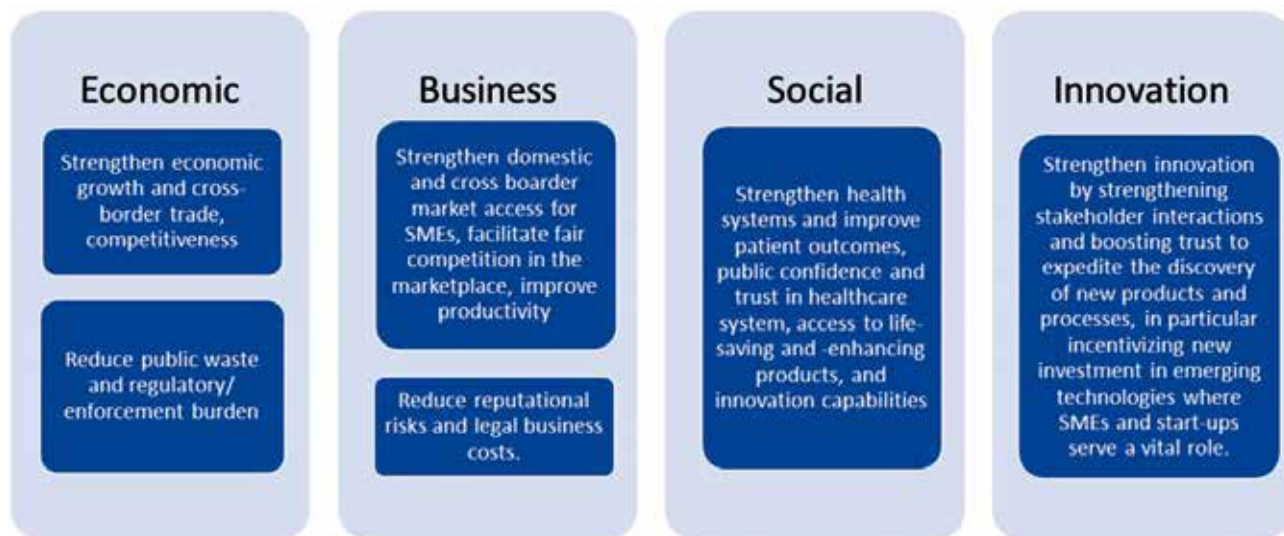 Economic
Strengthen economic
growth and cross-
border trade,
competitiveness
Reduce public waste
and regulatory/
enforcement burden
Business
Strengthen domestic
and cross boarder
market access for
SMEs, facilitate fair
competition in the
marketplace, improve
productivity
Reduce reputational
risks and legal business
costs.
Social
Strengthen health
systems and improve
patient outcomes,
public confidence and
trust in healthcare
system, access to life-
saving and -enhancing
products, and
innovation capabilities
Innovation
Strengthen innovation
by strengthening
stakeholder interactions
and boosting trust to
expedite the discovery
of new products and
processes, in particular
incentivizing new
investment in emerging
technologies where
SMEs and start-ups
serve a vital role.